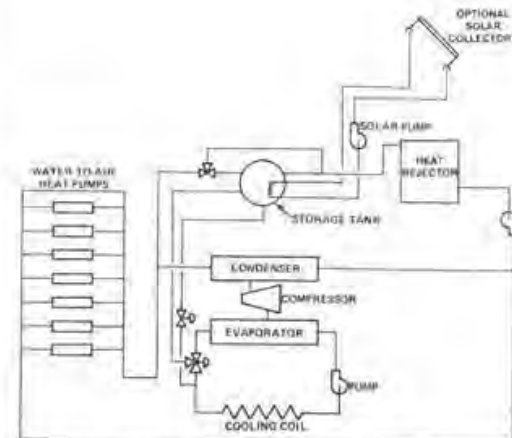 OPTIONAL
SOLAR
COLLECTOR
SOLAR PUMP
WATER-TO-AIR
HEAT PUMPS
HEAT
REJECTOR
STORAGE TANK
CONDENSER
COMPRESSOR
EVAPORATOR
PUMP
COOLING COIL